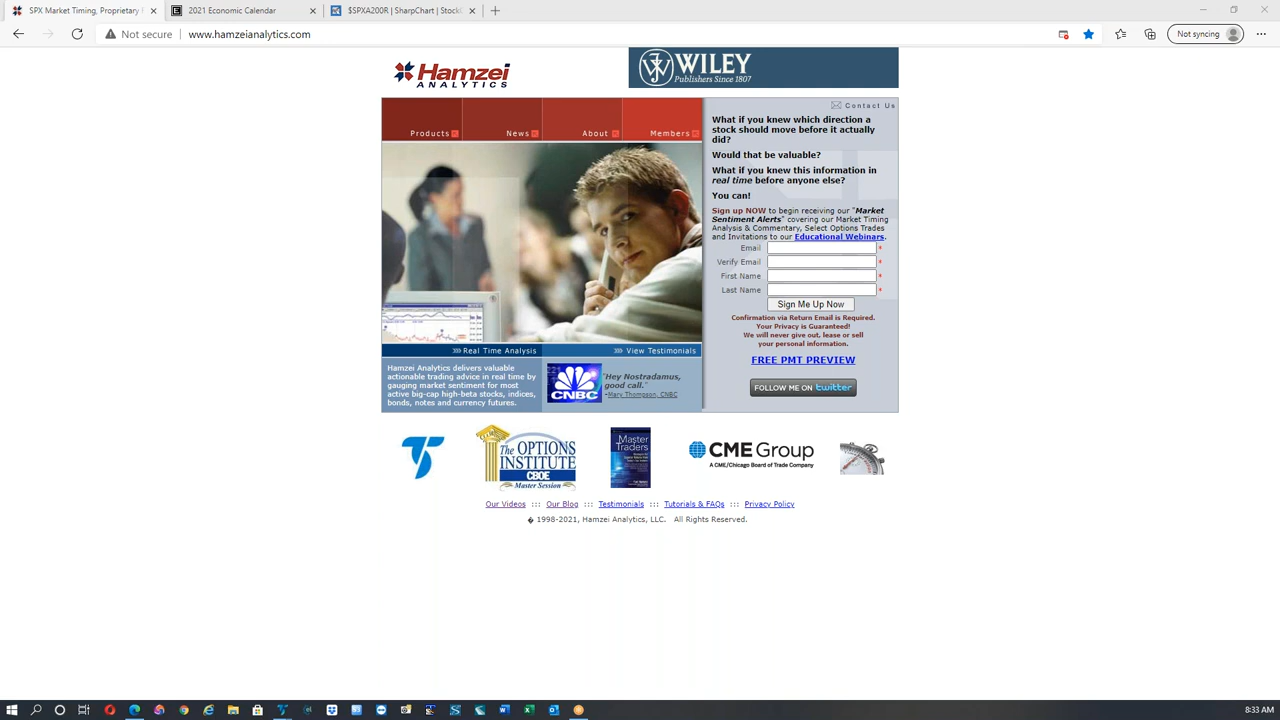 SPX Market Timing, Proprietary
2021 Economic Calendar
$SPXA200R | SharpChart | Stock
Not secure
www.hamzeianalytics.com
Not syncing
Hamzei
ANALYTICS
WILEY
Publishers Since 1807
Products
News
About
Members
Contact Us
What if you knew which direction a
stock should move before it actually
did?
Would that be valuable?
What if you knew this information in
real time before anyone else?
You can!
Sign up NOW to begin receiving our "Market
Sentiment Alerts" covering our Market Timing
Analysis & Commentary, Select Options Trades
and Invitations to our Educational Webinars.
Email *
Verify Email *
First Name *
Last Name *
Sign Me Up Now
Confirmation via Return Email is Required.
Your Privacy is Guaranteed!
We will never give out, lease or sell
your personal information.
FREE PMT PREVIEW
FOLLOW ME ON twitter
Real Time Analysis
View Testimonials
Hamzei Analytics delivers valuable
actionable trading advice in real time by
gauging market sentiment for most
active big-cap high-beta stocks, indices,
bonds, notes and currency futures.
CNBC
"Hey Nostradamus,
good call."
-Mary Thompson, CNBC
The OPTIONS
INSTITUTE
CBOE
Master Session
Master
Traders
CME Group
A CME/Chicago Board of Trade Company
Our Videos ::: Our Blog ::: Testimonials ::: Tutorials & FAQs ::: Privacy Policy
� 1998-2021, Hamzei Analytics, LLC. All Rights Reserved.
8:33 AM